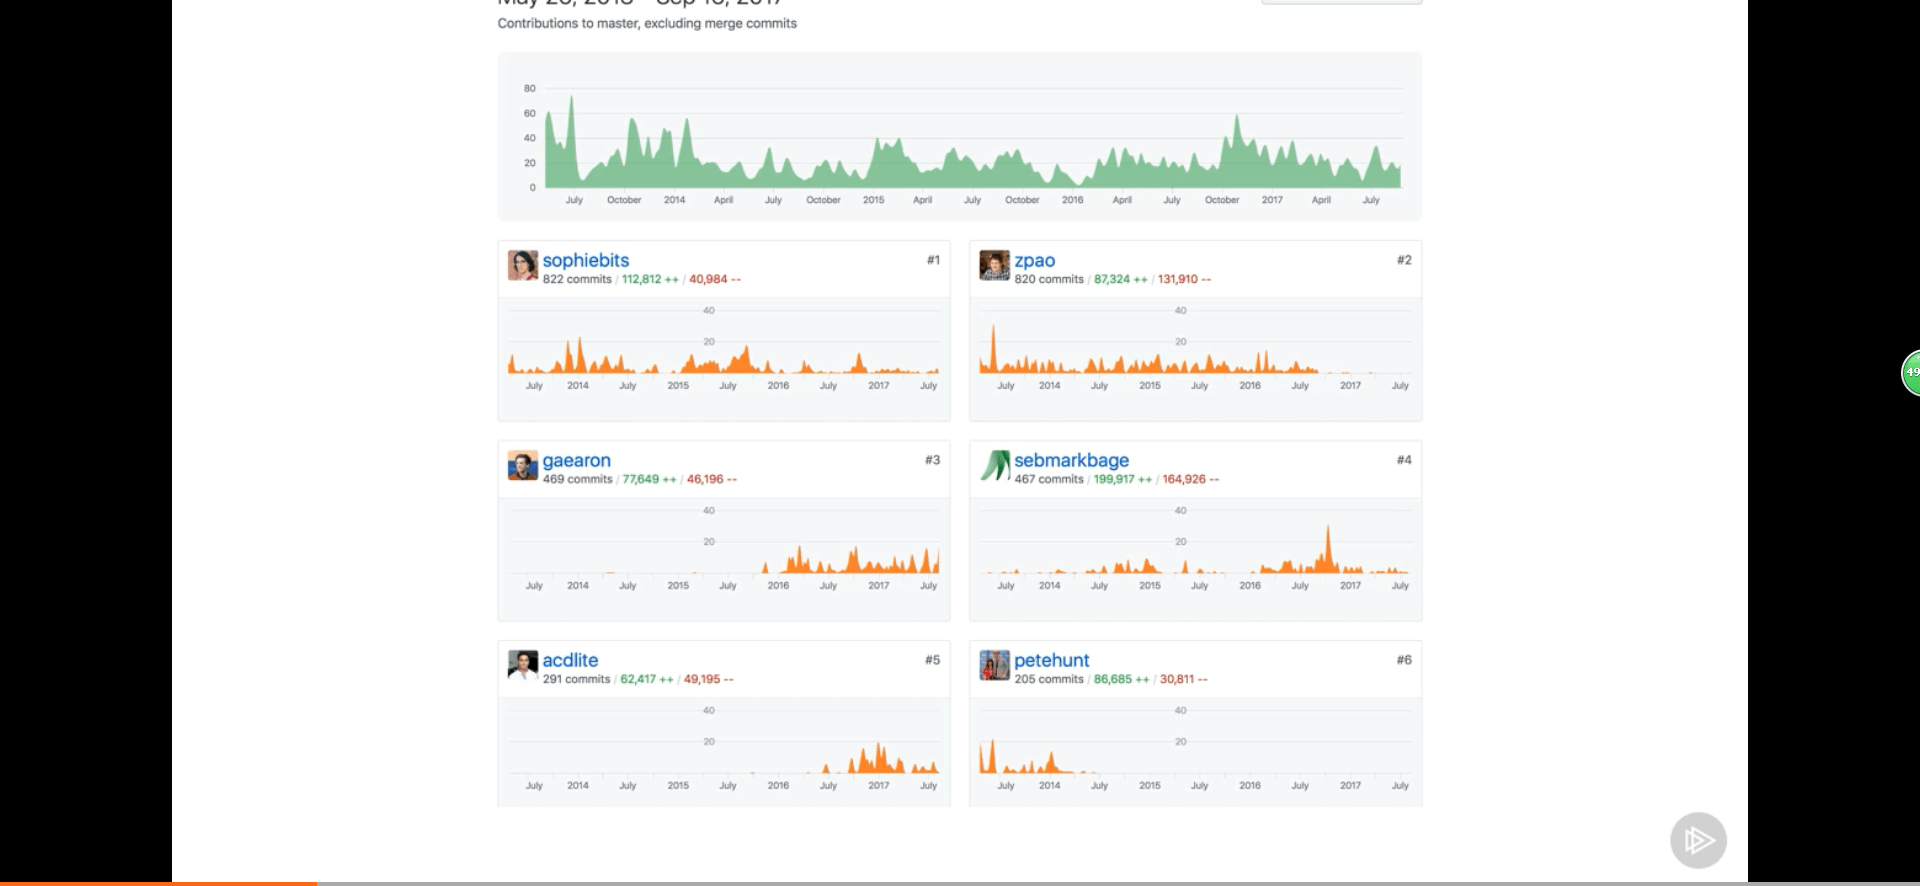 Contributions to master, excluding merge commits
80
60
40
20
0
July October 2014 April July October 2015 April July October 2016 April July October 2017 April July
sophiebits #1
822 commits / 112,812 ++ / 40,984 --
40
20
July 2014 July 2015 July 2016 July 2017 July
zpao #2
820 commits / 87,324 ++ / 131,910 --
40
20
July 2014 July 2015 July 2016 July 2017 July
gaearon #3
469 commits / 77,649 ++ / 46,196 --
40
20
July 2014 July 2015 July 2016 July 2017 July
sebmarkbage #4
467 commits / 199,917 ++ / 164,926 --
40
20
July 2014 July 2015 July 2016 July 2017 July
acdlite #5
291 commits / 62,417 ++ / 49,195 --
40
20
July 2014 July 2015 July 2016 July 2017 July
petehunt #6
205 commits / 86,685 ++ / 30,811 --
40
20
July 2014 July 2015 July 2016 July 2017 July
49